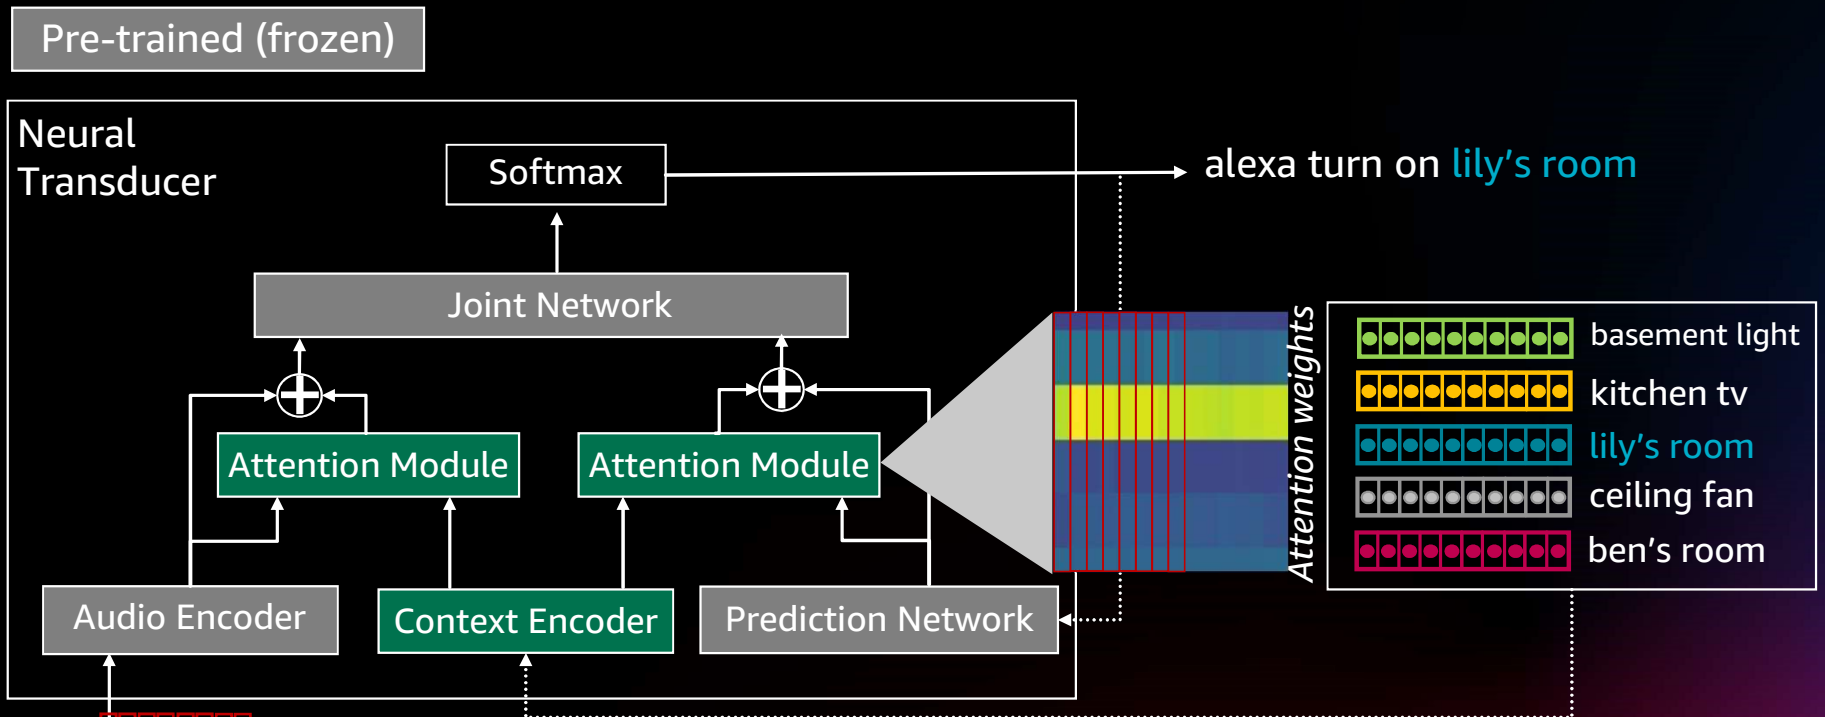 Pre-trained (frozen)
Neural
Transducer
Softmax
alexa turn on lily's room
Joint Network
Attention weights
basement light
kitchen tv
lily's room
ceiling fan
ben's room
Attention Module
Attention Module
Audio Encoder
Context Encoder
Prediction Network